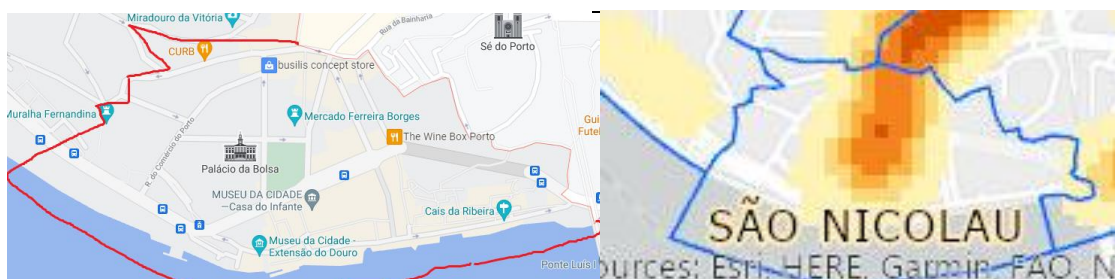 Miradouro da Vitória
Rua da Bainharia
Sé do Porto
CURB
busilis concept store
Muralha Fernandina
Mercado Ferreira Borges
The Wine Box Porto
R. do Comércio do Porto
Palácio da Bolsa
MUSEU DA CIDADE
–Casa do Infante
Cais da Ribeira
Museu da Cidade -
Extensão do Douro
Ponte Luís I
SÃO NICOLAU
ources: Esri, HERE, Garmin, FAO, N